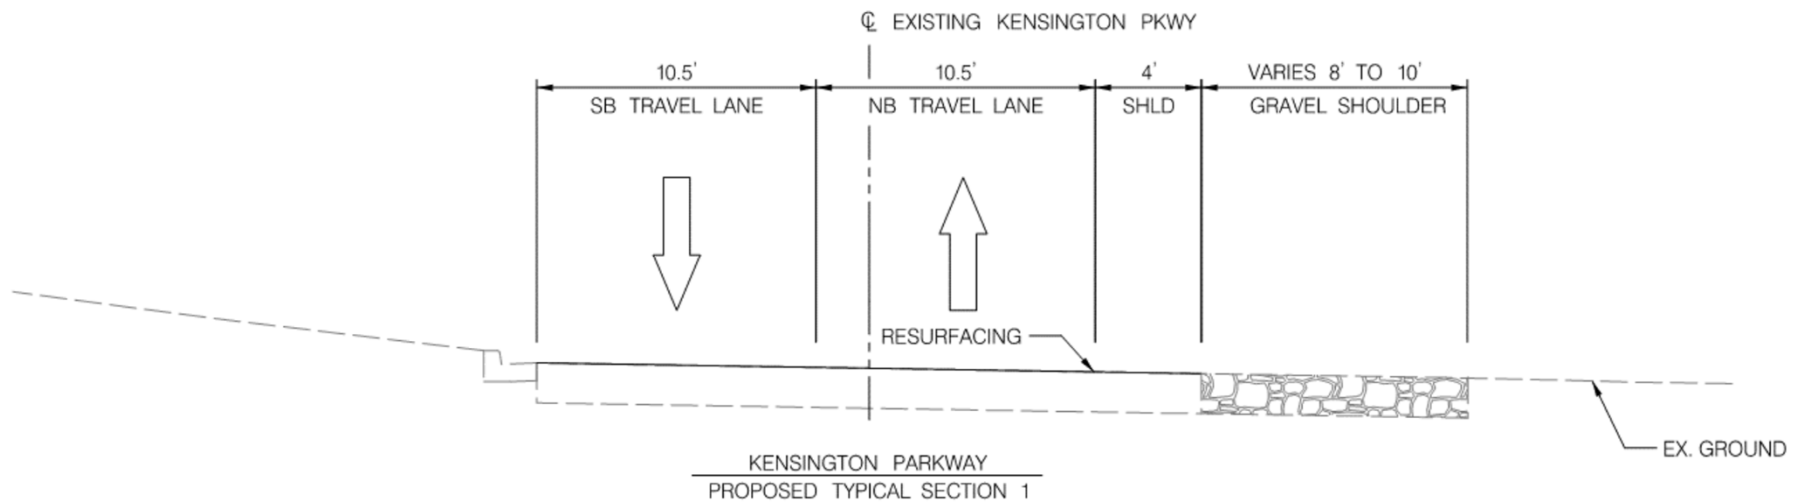 ℄ EXISTING KENSINGTON PKWY
10.5' 10.5' 4' VARIES 8' TO 10'
SB TRAVEL LANE NB TRAVEL LANE SHLD GRAVEL SHOULDER
RESURFACING
EX. GROUND
KENSINGTON PARKWAY
PROPOSED TYPICAL SECTION 1